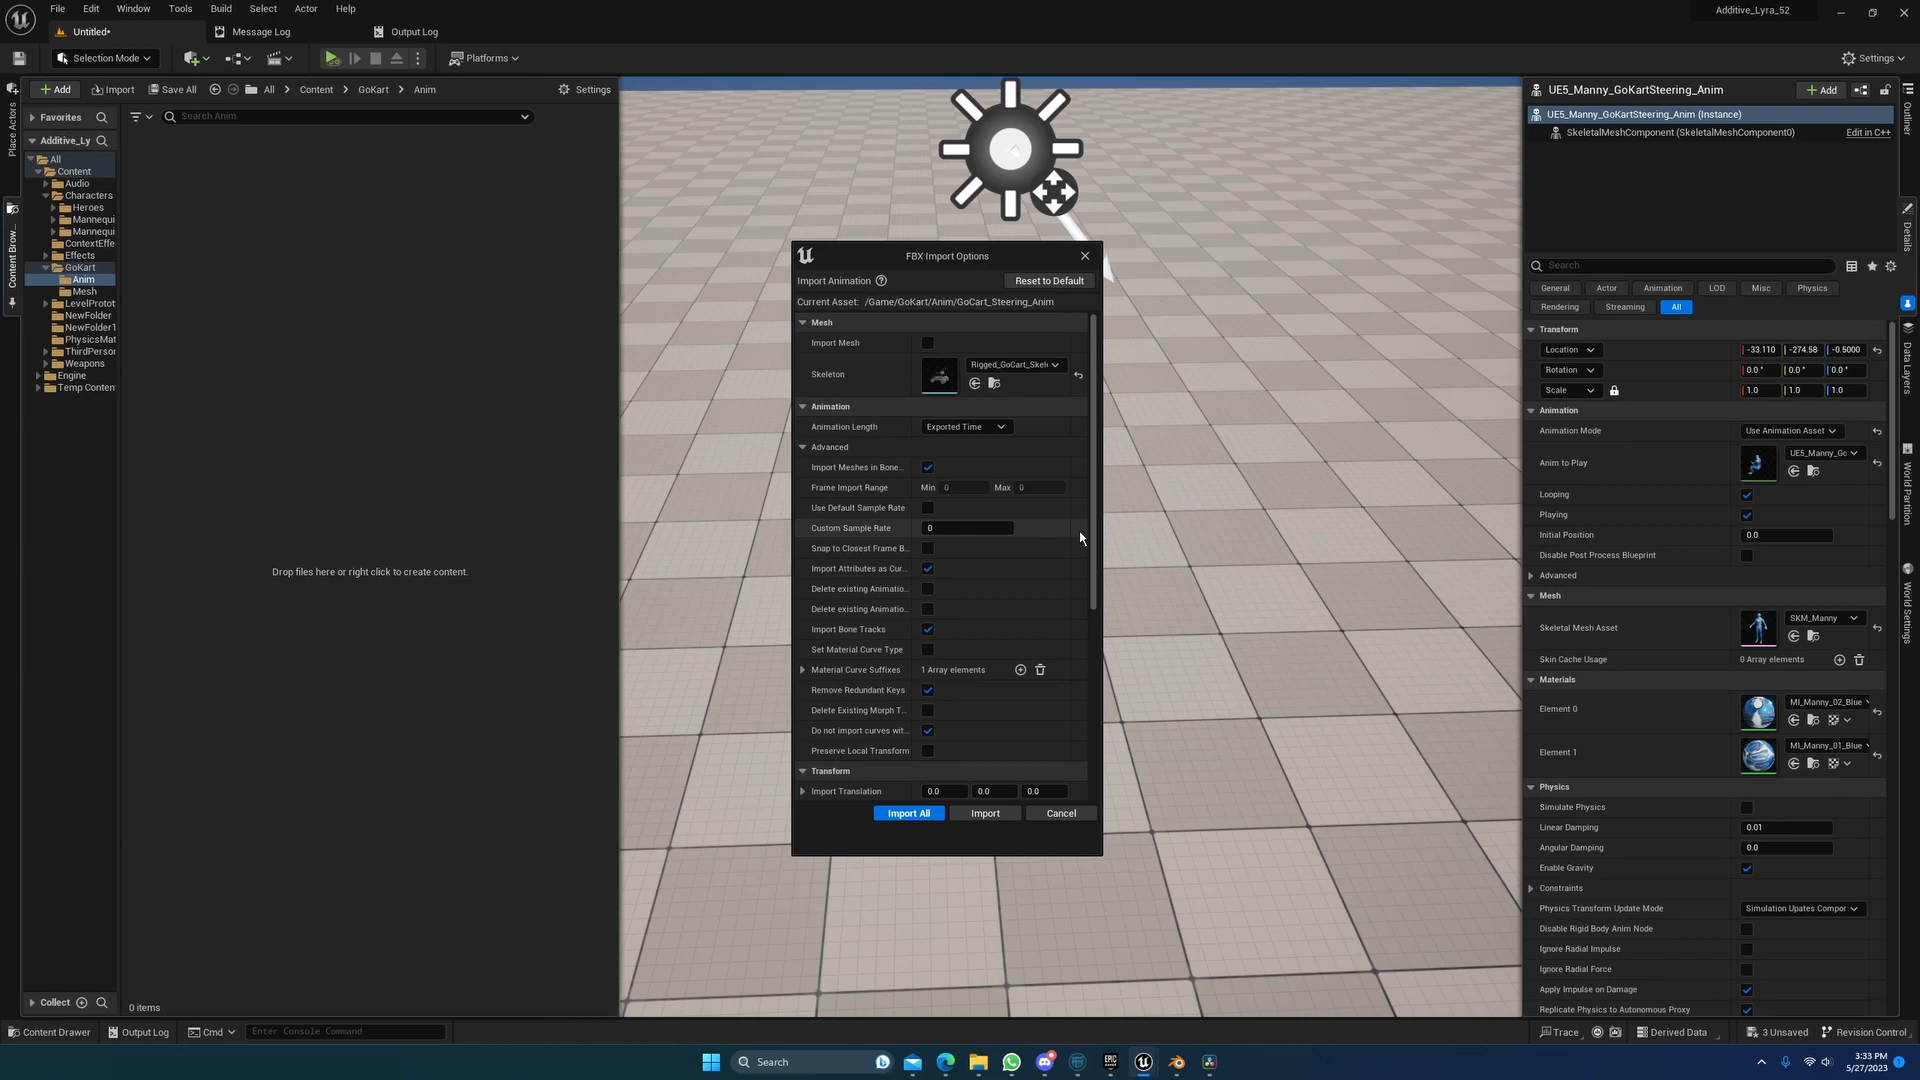 File Edit Window Tools Build Select Actor Help
Additive_Lyra_52
Untitled*
Message Log
Output Log
Selection Mode
Platforms
Settings
Add
Import
Save All
All
Content
GoKart
Anim
Settings
Place Actors
Content Brow...
Favorites
Search Anim
Additive_Ly
All
Content
Audio
Characters
Heroes
Mannequi
Mannequi
ContextEffe
Effects
GoKart
Anim
Mesh
LevelProtot
NewFolder
NewFolder1
PhysicsMat
ThirdPerson
Weapons
Engine
Temp Conten
Drop files here or right click to create content.
Collect
0 items
FBX Import Options
Import Animation
Reset to Default
Current Asset: /Game/GoKart/Anim/GoCart_Steering_Anim
Mesh
Import Mesh
Skeleton
Rigged_GoCart_Skel
Animation
Animation Length Exported Time
Advanced
Import Meshes in Bone...
Frame Import Range Min 0 Max 0
Use Default Sample Rate
Custom Sample Rate 0
Snap to Closest Frame B...
Import Attributes as Cur...
Delete existing Animatio...
Delete existing Animatio...
Import Bone Tracks
Set Material Curve Type
Material Curve Suffixes 1 Array elements
Remove Redundant Keys
Delete Existing Morph T...
Do not import curves wit...
Preserve Local Transform
Transform
Import Translation 0.0 0.0 0.0
Import All
Import
Cancel
UE5_Manny_GoKartSteering_Anim
Add
UE5_Manny_GoKartSteering_Anim (Instance)
SkeletalMeshComponent (SkeletalMeshComponent0)
Edit in C++
Search
General Actor Animation LOD Misc Physics
Rendering Streaming All
Transform
Location -33.110 -274.58 -0.5000
Rotation 0.0 ° 0.0 ° 0.0 °
Scale 1.0 1.0 1.0
Animation
Animation Mode Use Animation Asset
Anim to Play UE5_Manny_Gc
Looping
Playing
Initial Position 0.0
Disable Post Process Blueprint
Advanced
Mesh
Skeletal Mesh Asset SKM_Manny
Skin Cache Usage 0 Array elements
Materials
Element 0 MI_Manny_02_Blue
Element 1 MI_Manny_01_Blue
Physics
Simulate Physics
Linear Damping 0.01
Angular Damping 0.0
Enable Gravity
Constraints
Physics Transform Update Mode Simulation Upates Compor
Disable Rigid Body Anim Node
Ignore Radial Impulse
Ignore Radial Force
Apply Impulse on Damage
Replicate Physics to Autonomous Proxy
Outliner
Details
Data Layers
World Partition
World Settings
Content Drawer
Output Log
Cmd
Enter Console Command
Trace
Derived Data
3 Unsaved
Revision Control
Search
3:33 PM
5/27/2023